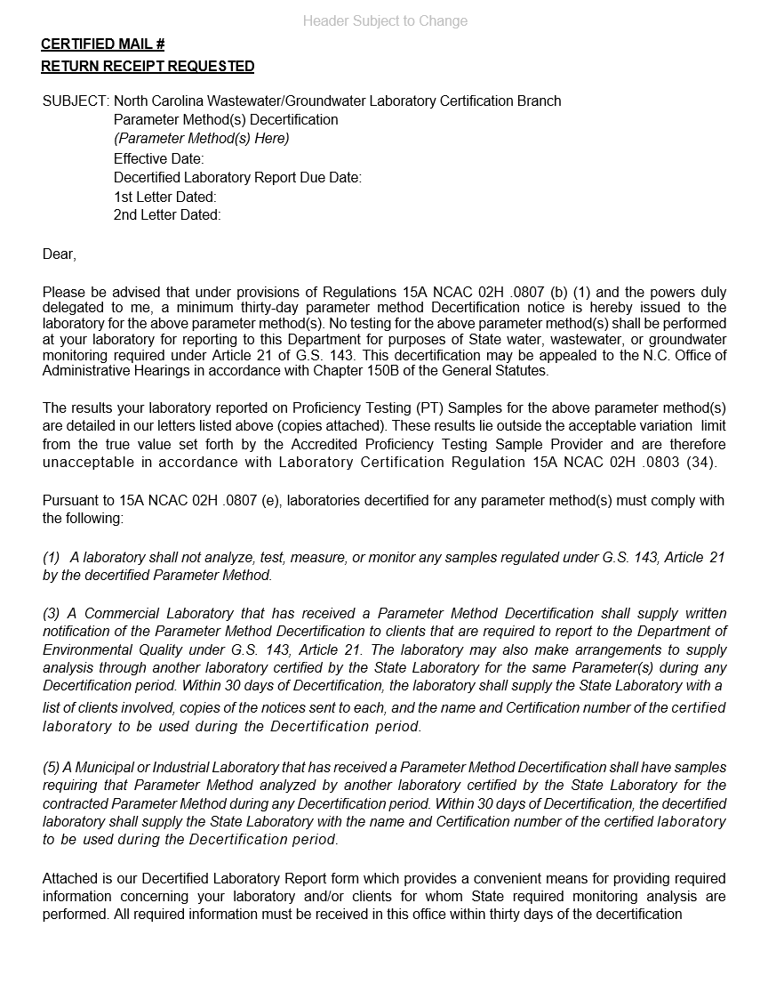 Header Subject to Change
CERTIFIED MAIL #
RETURN RECEIPT REQUESTED
SUBJECT: North Carolina Wastewater/Groundwater Laboratory Certification Branch
Parameter Method(s) Decertification
(Parameter Method(s) Here)
Effective Date:
Decertified Laboratory Report Due Date:
1st Letter Dated:
2nd Letter Dated:
Dear,
Please be advised that under provisions of Regulations 15A NCAC 02H .0807 (b) (1) and the powers duly
delegated to me, a minimum thirty-day parameter method Decertification notice is hereby issued to the
laboratory for the above parameter method(s). No testing for the above parameter method(s) shall be performed
at your laboratory for reporting to this Department for purposes of State water, wastewater, or groundwater
monitoring required under Article 21 of G.S. 143. This decertification may be appealed to the N.C. Office of
Administrative Hearings in accordance with Chapter 150B of the General Statutes.
The results your laboratory reported on Proficiency Testing (PT) Samples for the above parameter method(s)
are detailed in our letters listed above (copies attached). These results lie outside the acceptable variation limit
from the true value set forth by the Accredited Proficiency Testing Sample Provider and are therefore
unacceptable in accordance with Laboratory Certification Regulation 15A NCAC 02H .0803 (34).
Pursuant to 15A NCAC 02H .0807 (e), laboratories decertified for any parameter method(s) must comply with
the following:
(1) A laboratory shall not analyze, test, measure, or monitor any samples regulated under G.S. 143, Article 21
by the decertified Parameter Method.
(3) A Commercial Laboratory that has received a Parameter Method Decertification shall supply written
notification of the Parameter Method Decertification to clients that are required to report to the Department of
Environmental Quality under G.S. 143, Article 21. The laboratory may also make arrangements to supply
analysis through another laboratory certified by the State Laboratory for the same Parameter(s) during any
Decertification period. Within 30 days of Decertification, the laboratory shall supply the State Laboratory with a
list of clients involved, copies of the notices sent to each, and the name and Certification number of the certified
laboratory to be used during the Decertification period.
(5) A Municipal or Industrial Laboratory that has received a Parameter Method Decertification shall have samples
requiring that Parameter Method analyzed by another laboratory certified by the State Laboratory for the
contracted Parameter Method during any Decertification period. Within 30 days of Decertification, the decertified
laboratory shall supply the State Laboratory with the name and Certification number of the certified laboratory
to be used during the Decertification period.
Attached is our Decertified Laboratory Report form which provides a convenient means for providing required
information concerning your laboratory and/or clients for whom State required monitoring analysis are
performed. All required information must be received in this office within thirty days of the decertification